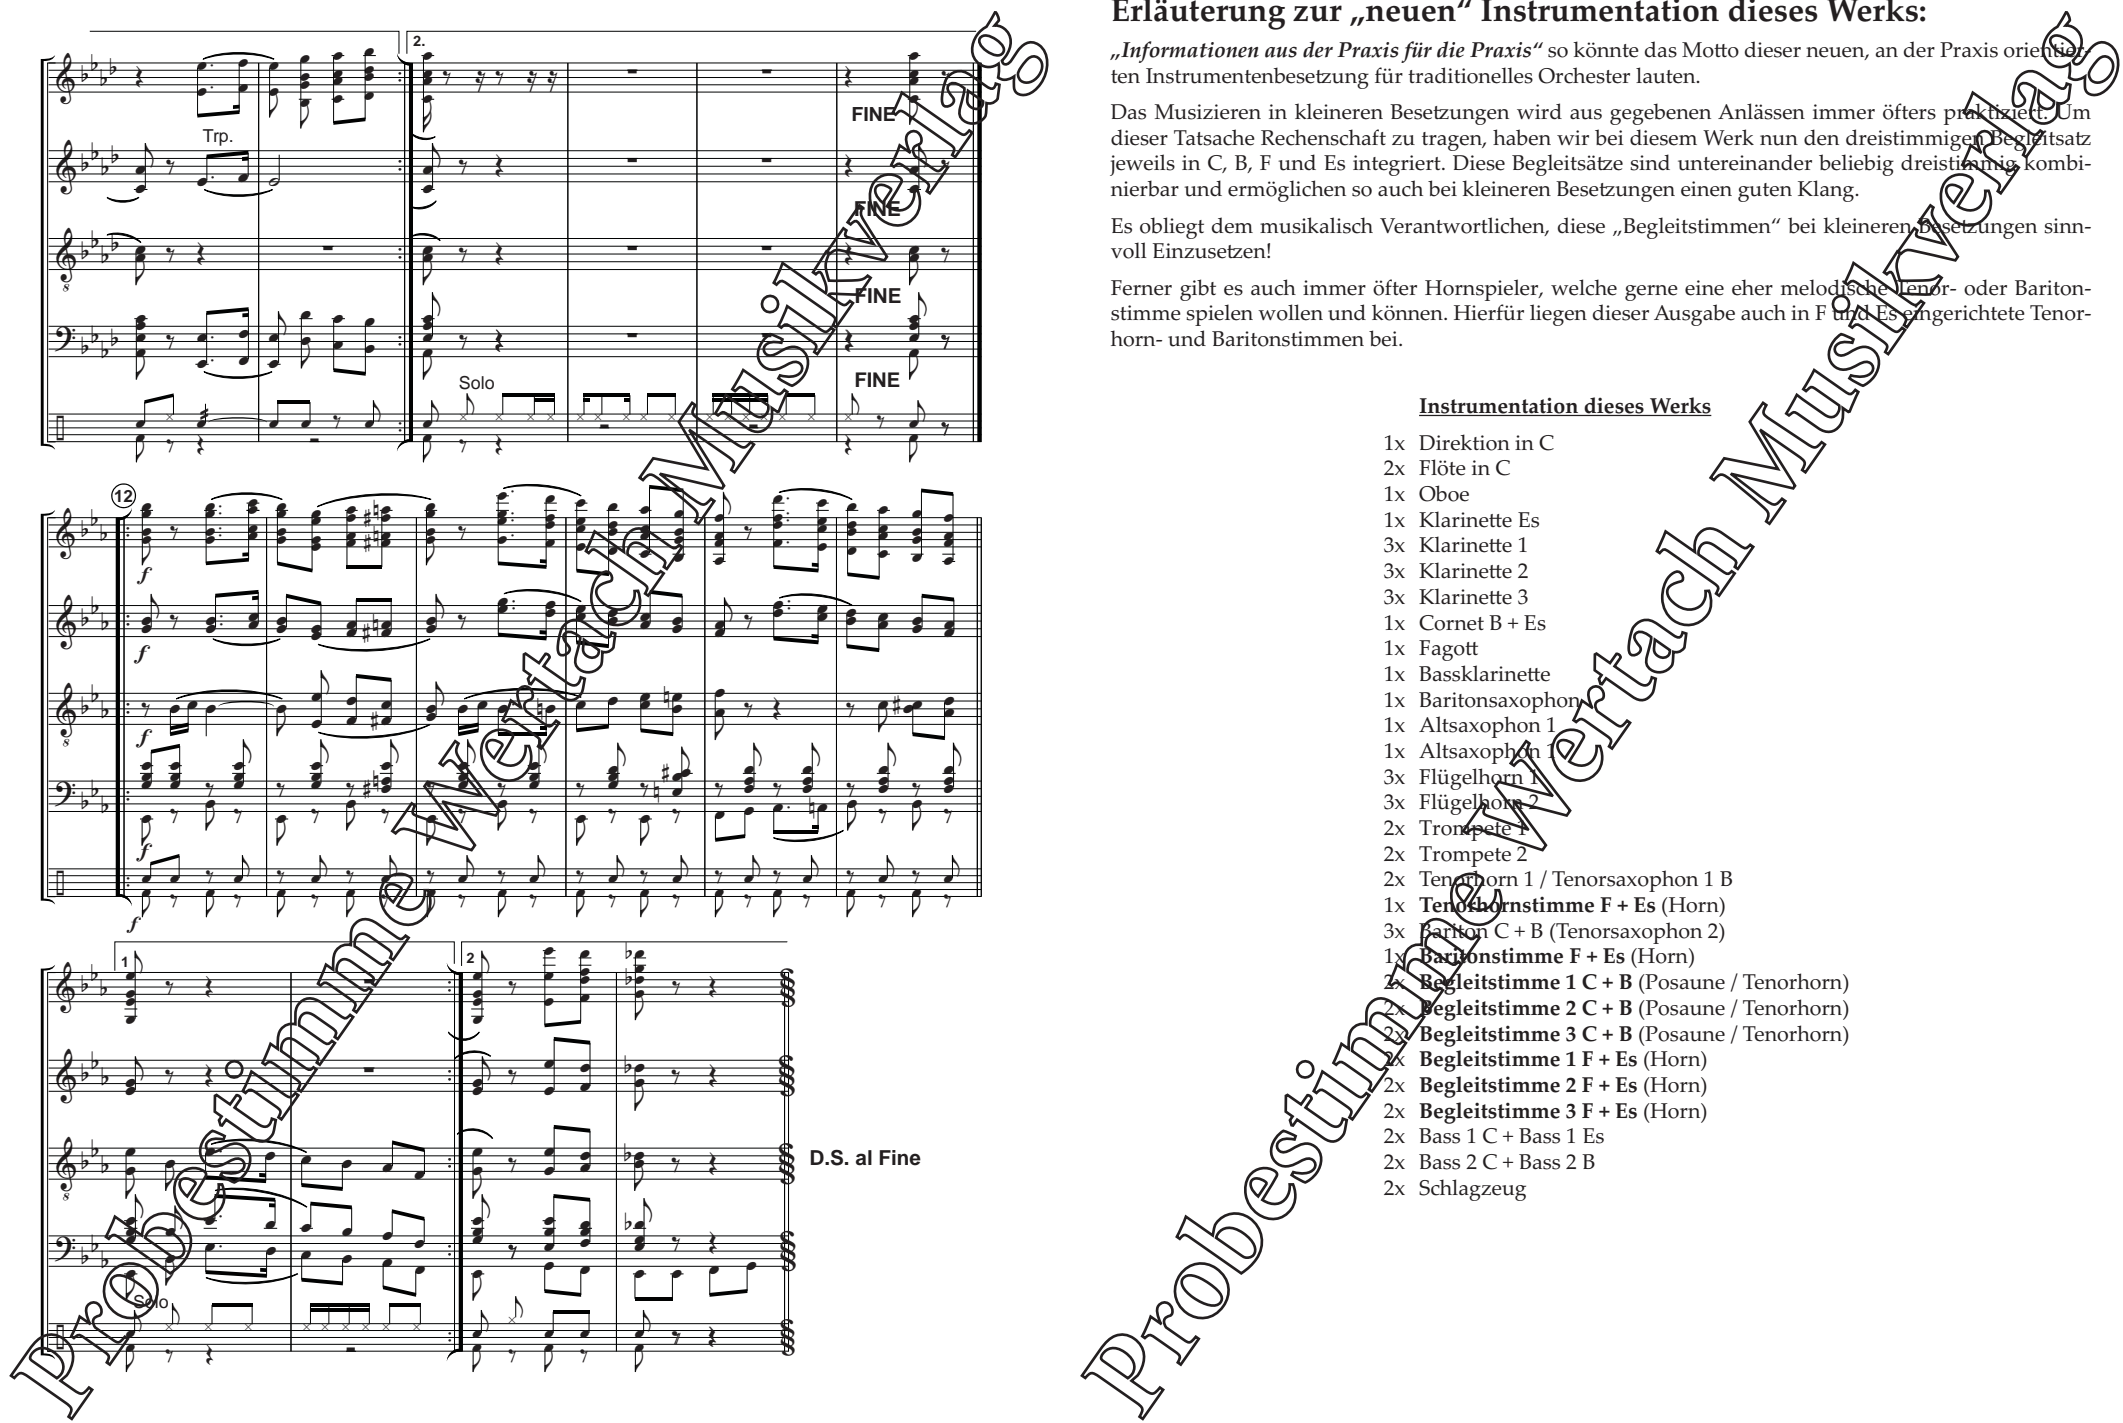 2.
Trp.
FINE
FINE
FINE
Solo
FINE
12
f
f
f
f
f
1
2
D.S. al Fine
Solo
Erläuterung zur „neuen“ Instrumentation dieses Werks:
„Informationen aus der Praxis für die Praxis“ so könnte das Motto dieser neuen, an der Praxis orientier-
ten Instrumentenbesetzung für traditionelles Orchester lauten.
Das Musizieren in kleineren Besetzungen wird aus gegebenen Anlässen immer öfters praktiziert. Um
dieser Tatsache Rechenschaft zu tragen, haben wir bei diesem Werk nun den dreistimmigen Begleitsatz
jeweils in C, B, F und Es integriert. Diese Begleitsätze sind untereinander beliebig dreistimmig kombi-
nierbar und ermöglichen so auch bei kleineren Besetzungen einen guten Klang.
Es obliegt dem musikalisch Verantwortlichen, diese „Begleitstimmen“ bei kleineren Besetzungen sinn-
voll Einzusetzen!
Ferner gibt es auch immer öfter Hornspieler, welche gerne eine eher melodische Tenor- oder Bariton-
stimme spielen wollen und können. Hierfür liegen dieser Ausgabe auch in F und Es eingerichtete Tenor-
horn- und Baritonstimmen bei.
Instrumentation dieses Werks
1x Direktion in C
2x Flöte in C
1x Oboe
1x Klarinette Es
3x Klarinette 1
3x Klarinette 2
3x Klarinette 3
1x Cornet B + Es
1x Fagott
1x Bassklarinette
1x Baritonsaxophon
1x Altsaxophon 1
1x Altsaxophon 1
3x Flügelhorn 1
3x Flügelhorn 2
2x Trompete 1
2x Trompete 2
2x Tenorhorn 1 / Tenorsaxophon 1 B
1x Tenorhornstimme F + Es (Horn)
3x Bariton C + B (Tenorsaxophon 2)
1x Baritonstimme F + Es (Horn)
2x Begleitstimme 1 C + B (Posaune / Tenorhorn)
2x Begleitstimme 2 C + B (Posaune / Tenorhorn)
2x Begleitstimme 3 C + B (Posaune / Tenorhorn)
2x Begleitstimme 1 F + Es (Horn)
2x Begleitstimme 2 F + Es (Horn)
2x Begleitstimme 3 F + Es (Horn)
2x Bass 1 C + Bass 1 Es
2x Bass 2 C + Bass 2 B
2x Schlagzeug
Probestimme Wertach Musikverlag
Probestimme Wertach Musikverlag